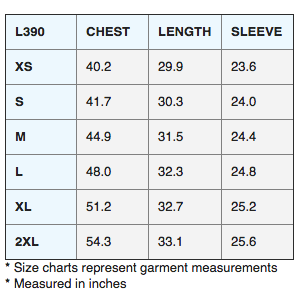 L390 CHEST LENGTH SLEEVE
XS 40.2 29.9 23.6
S 41.7 30.3 24.0
M 44.9 31.5 24.4
L 48.0 32.3 24.8
XL 51.2 32.7 25.2
2XL 54.3 33.1 25.6
* Size charts represent garment measurements
* Measured in inches